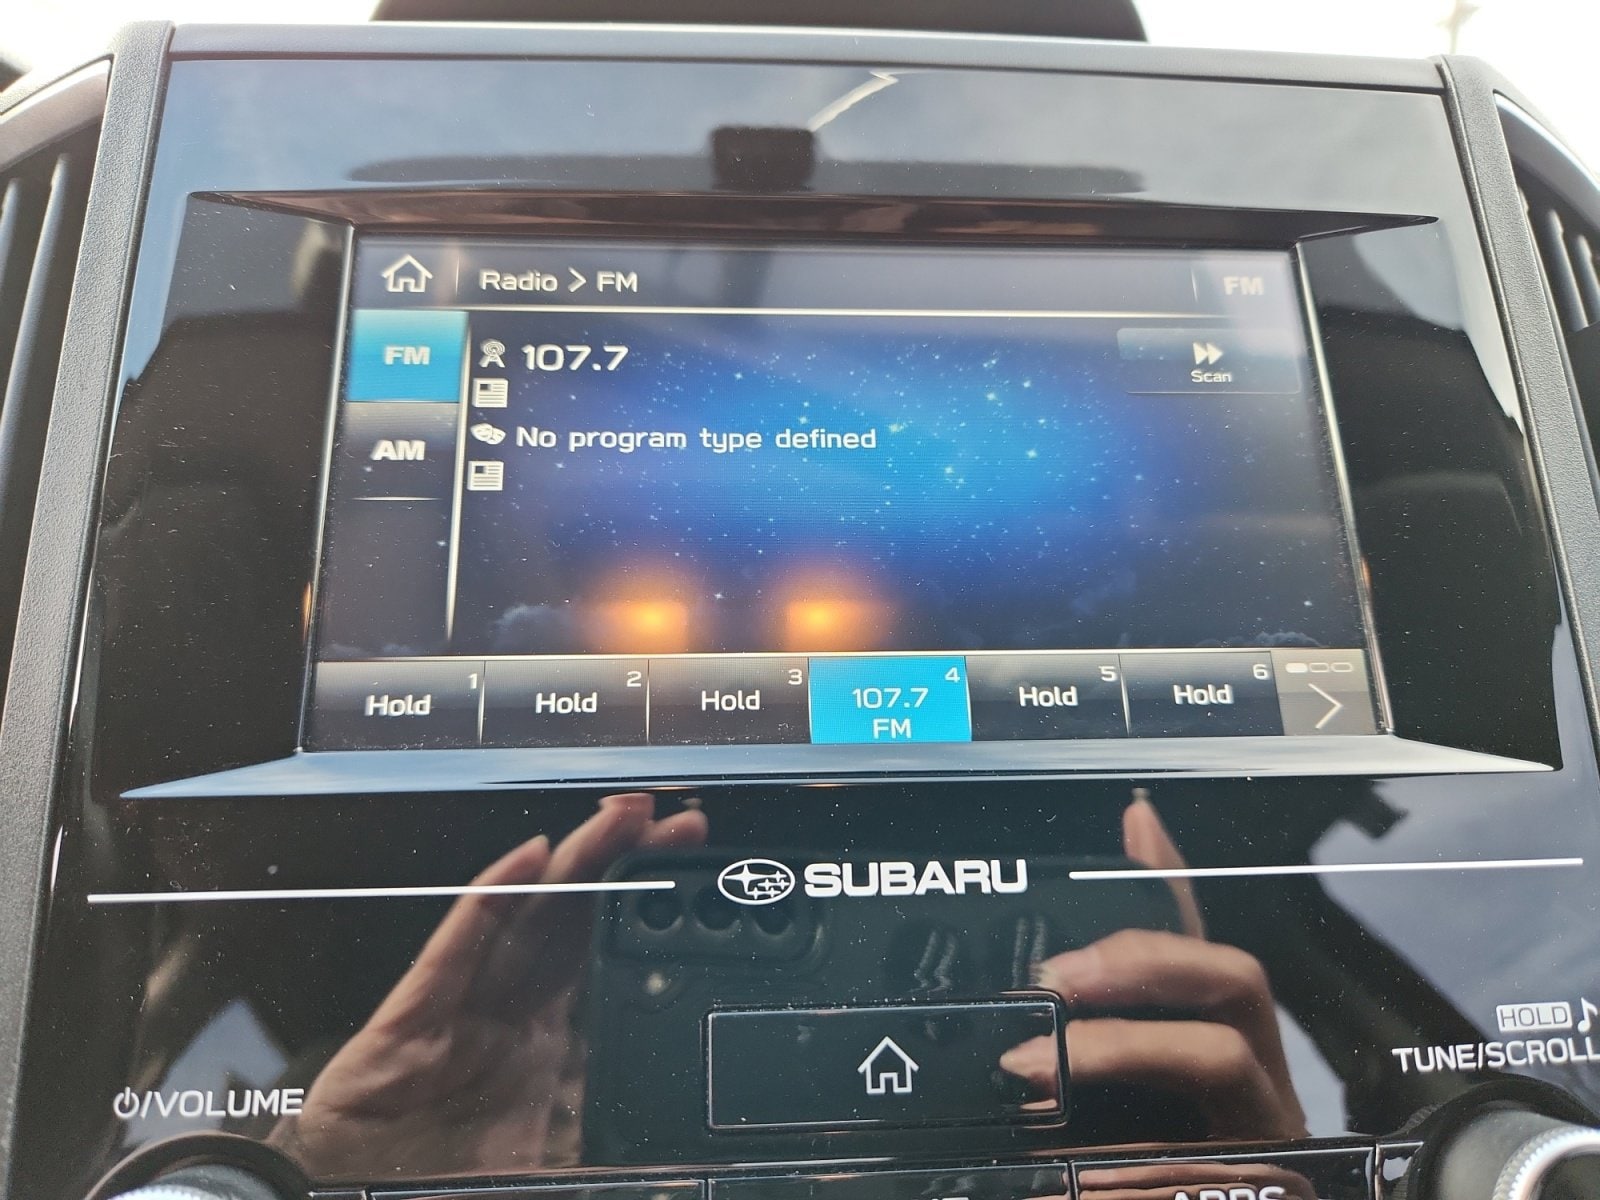 Radio > FM
FM
FM
107.7
Scan
AM
No program type defined
1
Hold
2
Hold
3
Hold
4
107.7
FM
5
Hold
6
Hold
SUBARU
HOLD
/VOLUME
TUNE/SCROLL
APPS